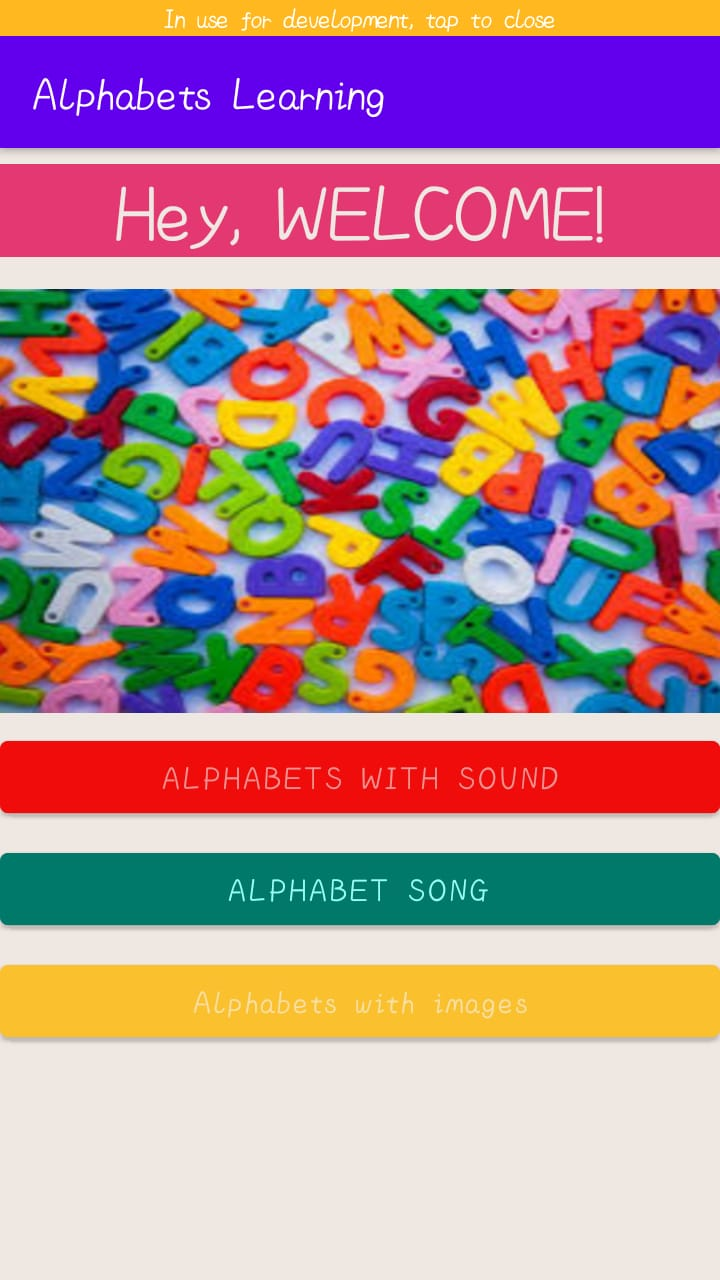 In use for development, tap to close
Alphabets Learning
Hey, WELCOME!
ALPHABETS WITH SOUND
ALPHABET SONG
Alphabets with images